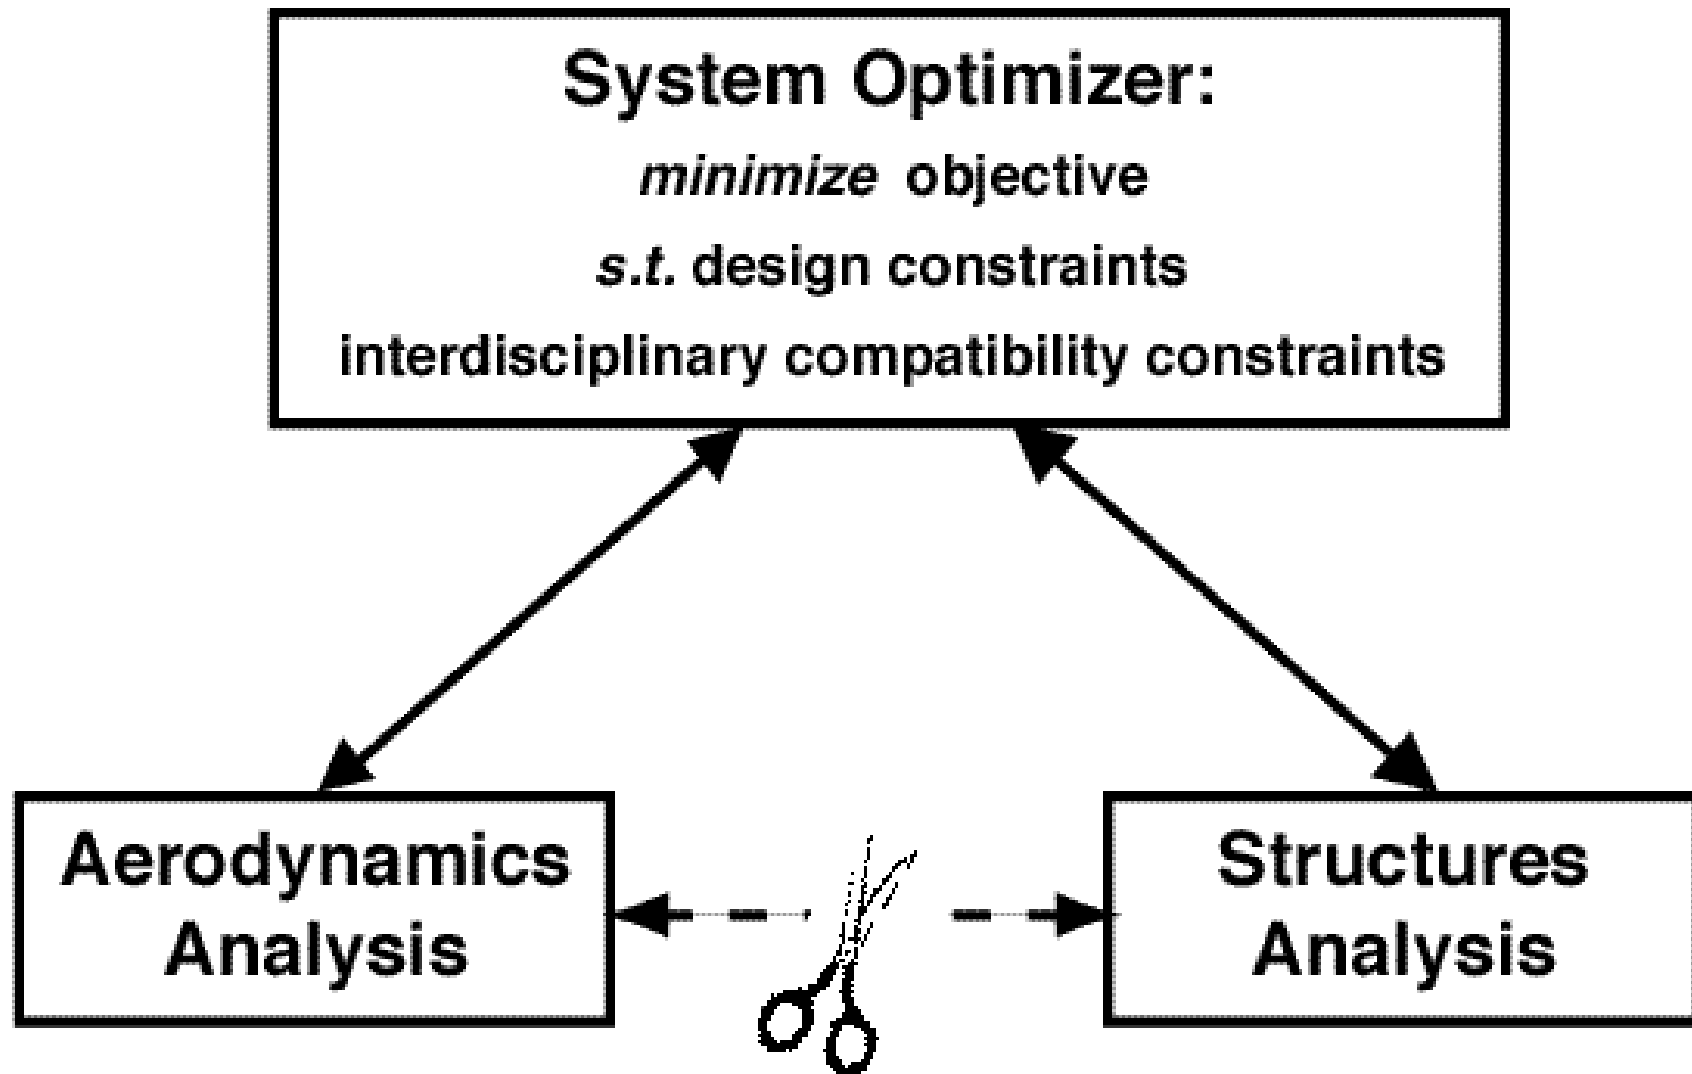 System Optimizer:
minimize objective
s.t. design constraints
interdisciplinary compatibility constraints
Aerodynamics
Analysis
Structures
Analysis